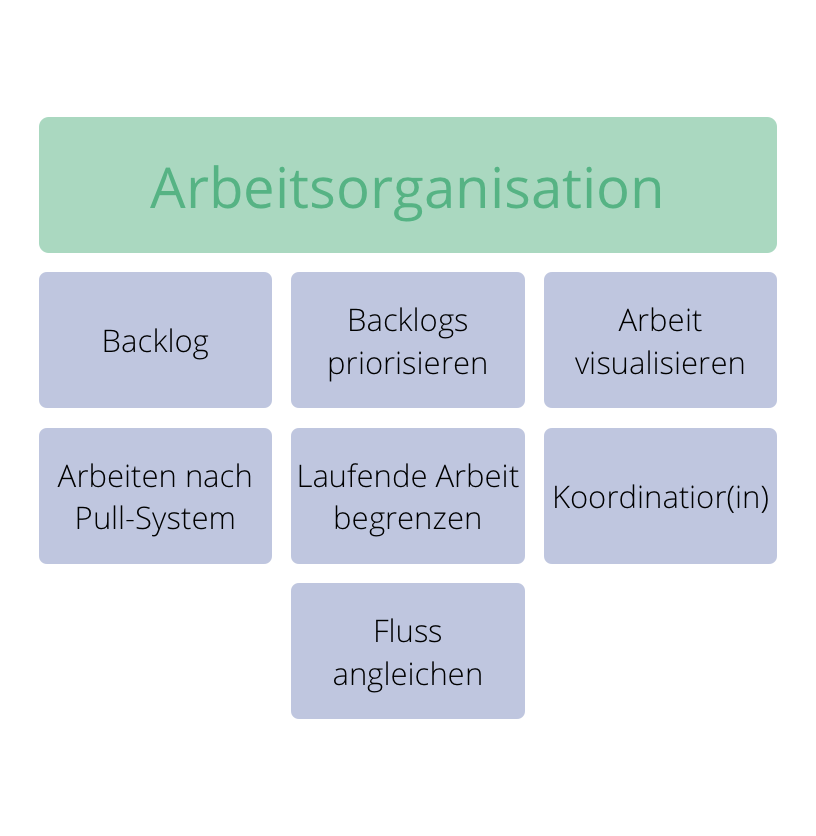 Arbeitsorganisation
Backlog
Backlogs
priorisieren
Arbeit
visualisieren
Arbeiten nach
Pull-System
Laufende Arbeit
begrenzen
Koordinatior(in)
Fluss
angleichen